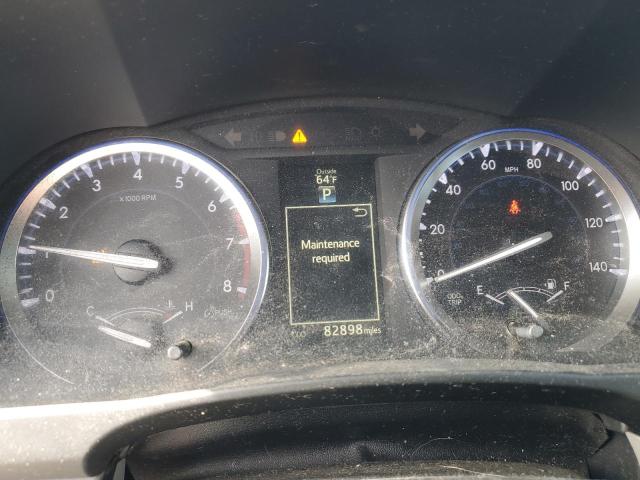 Outside
64°F
P
Maintenance
required
82898 miles
0 1 2 3 4 5 6 7 8
X1000 RPM
C H
0 20 40 60 80 100 120 140
MPH
ODO
TRIP
E F